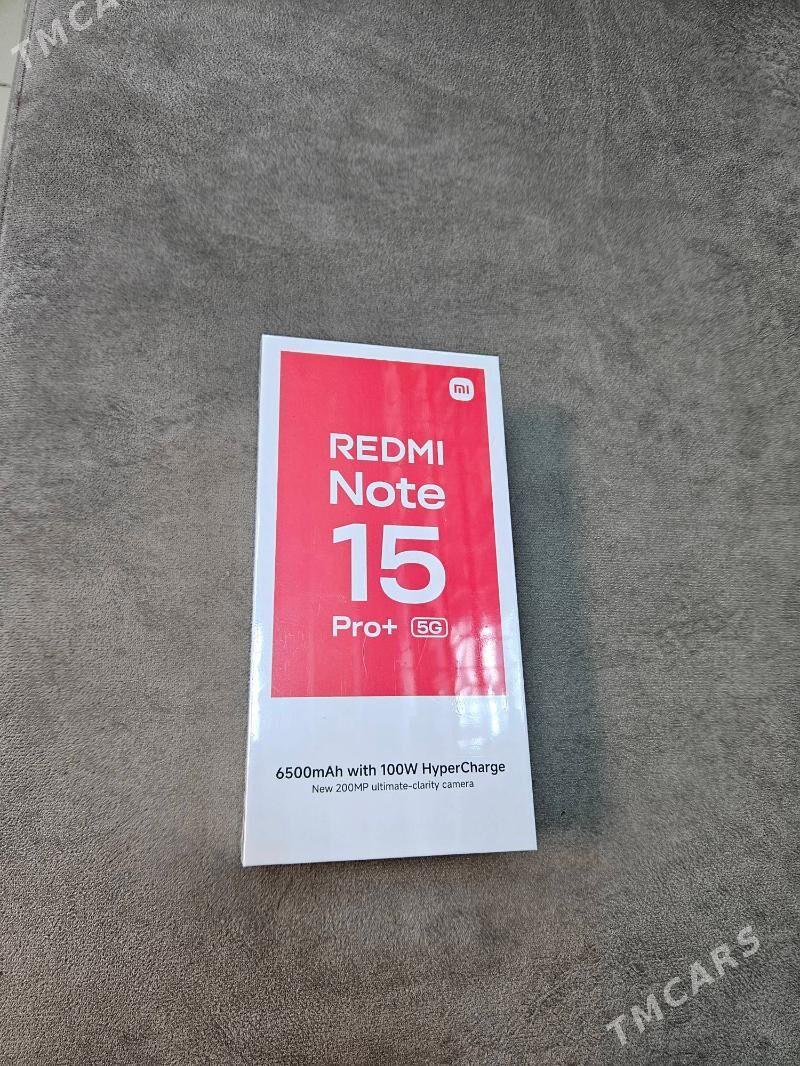 TMCARS
mi
REDMI
Note
15
Pro+ 5G
6500mAh with 100W HyperCharge
New 200MP ultimate-clarity camera
TMCARS